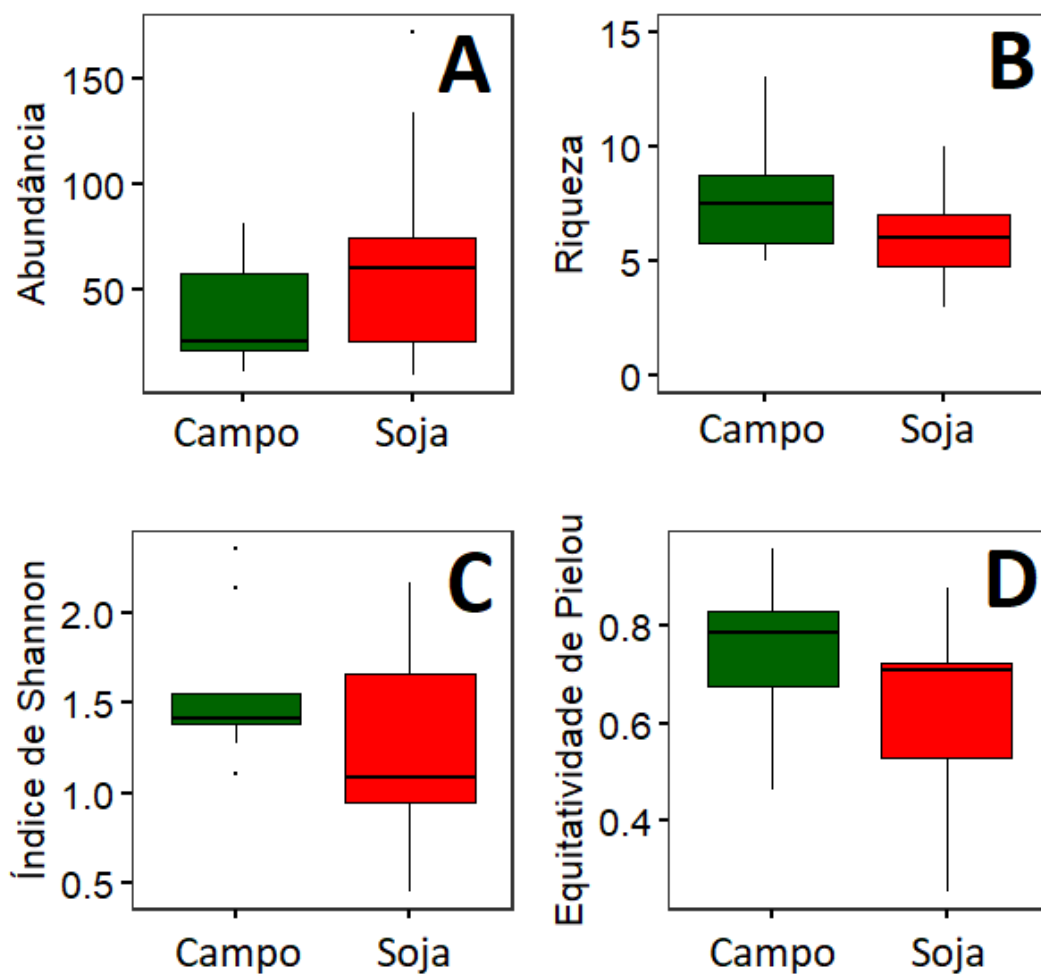 A
Abundância
150
100
50
Campo
Soja
B
Riqueza
15
10
5
0
Campo
Soja
C
Índice de Shannon
2.0
1.5
1.0
0.5
Campo
Soja
D
Equitatividade de Pielou
0.8
0.6
0.4
Campo
Soja